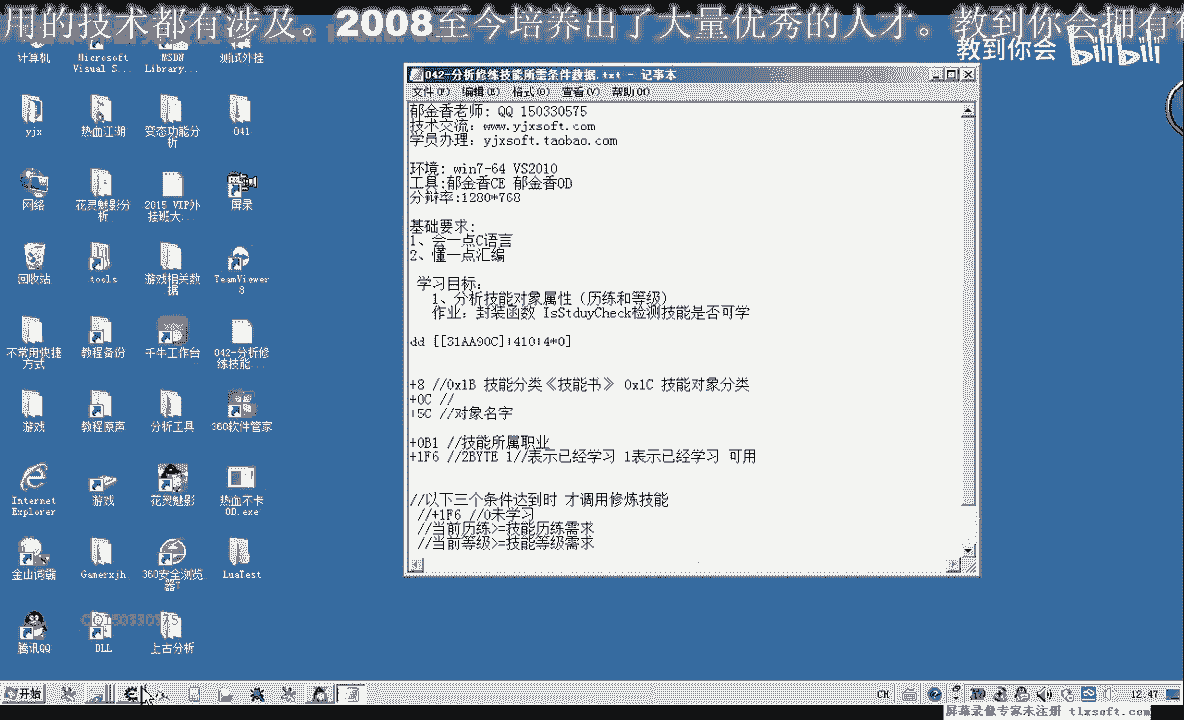 用的技术都有涉及。2008至今培养出了大量优秀的人才。教到你会拥有
教到你会 bilibili
计算机
Microsoft Visual S...
MSDN Library...
测试外挂
yjx
热血江湖
变态功能分析
041
网络
花灵魅影分析
2015 VIP外挂班大...
屏录
回收站
tools
游戏相关数据
TeamViewer 8
不常用快捷方式
教程备份
千牛工作台
042-分析修练技能...
游戏
教程原声
分析工具
360软件管家
Internet Explorer
游戏
花灵魅影
热血不卡OD.exe
金山词霸
Gamerxjh
360安全浏览器7
LuaTest
QQ150330575
腾讯QQ
DLL
上古分析
042-分析修练技能所需条件数据.txt - 记事本
文件(F) 编辑(E) 格式(O) 查看(V) 帮助(H)
郁金香老师: QQ 150330575
技术交流: www.yjxsoft.com
学员办理: yjxsoft.taobao.com
环境: win7-64 VS2010
工具:郁金香CE 郁金香OD
分辩率:1280*768
基础要求:
1、会一点C语言
2、懂一点汇编
学习目标:
1、分析技能对象属性（历练和等级）
作业: 封装函数 IsStduyCheck检测技能是否可学
dd [[31AA90C]+410+4*0]
+8 //0x1B 技能分类《技能书》 0x1C 技能对象分类
+0C //
+5C //对象名字
+0B1 //技能所属职业
+1F6 //2BYTE 1//表示已经学习 1表示已经学习 可用
//以下三个条件达到时 才调用修炼技能
//+1F6 //0未学习
//当前历练>=技能历练需求
//当前等级>=技能等级需求
开始
CH
12:47
屏幕录像专家未注册 tlxsoft.com